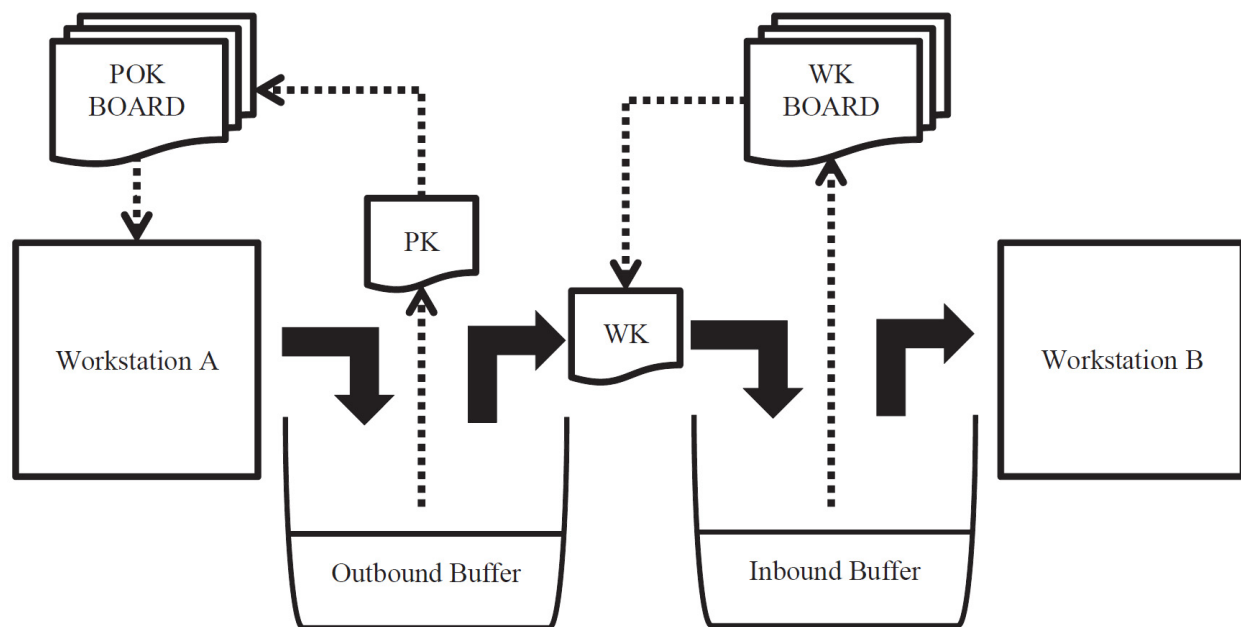 POK
BOARD
WK
BOARD
PK
WK
Workstation A
Workstation B
Outbound Buffer
Inbound Buffer